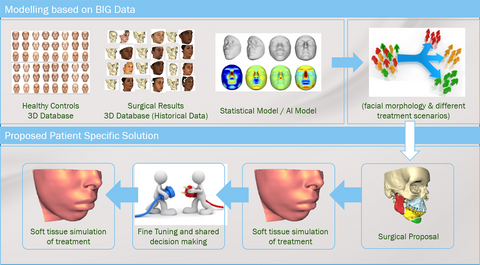 Modelling based on BIG Data
Healthy Controls
3D Database
Surgical Results
3D Database (Historical Data)
Statistical Model / AI Model
(facial morphology & different
treatment scenarios)
Proposed Patient Specific Solution
Soft tissue simulation
of treatment
Fine Tuning and shared
decision making
Soft tissue simulation
of treatment
Surgical Proposal